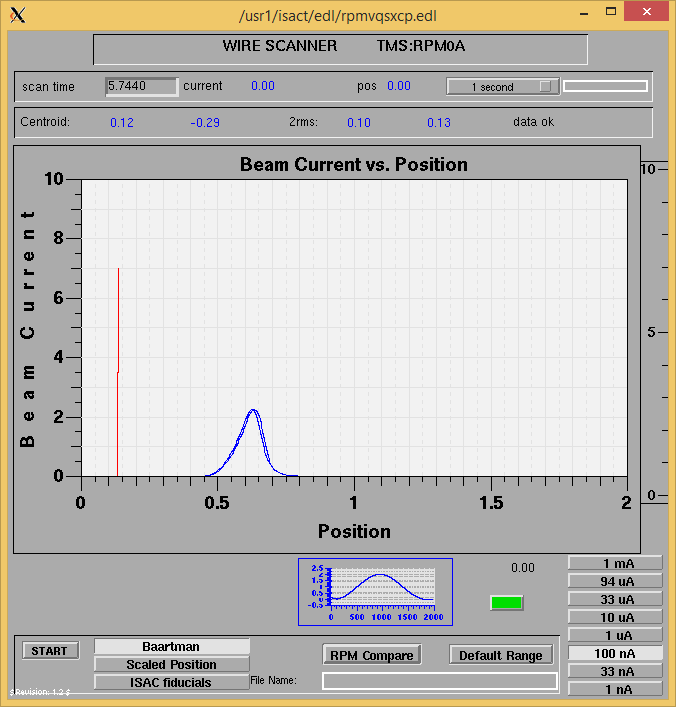 /usr1/isact/edl/rpmvqsxcp.edl
WIRE SCANNER TMS:RPM0A
scan time 5.7440 current 0.00 pos 0.00 1 second
Centroid: 0.12 -0.29 2rms: 0.10 0.13 data ok
Beam Current vs. Position
10
8
6
4
2
0
Beam Current
0 0.5 1 1.5 2
Position
10
5
0
2.5
2.0
1.5
1.0
0.5
0.0
-0.5
0 500 1000 1500 2000
0.00
1 mA
94 uA
33 uA
10 uA
1 uA
100 nA
33 nA
1 nA
START
Baartman
Scaled Position
ISAC fiducials
RPM Compare
Default Range
File Name:
$Revision: 1.2 $